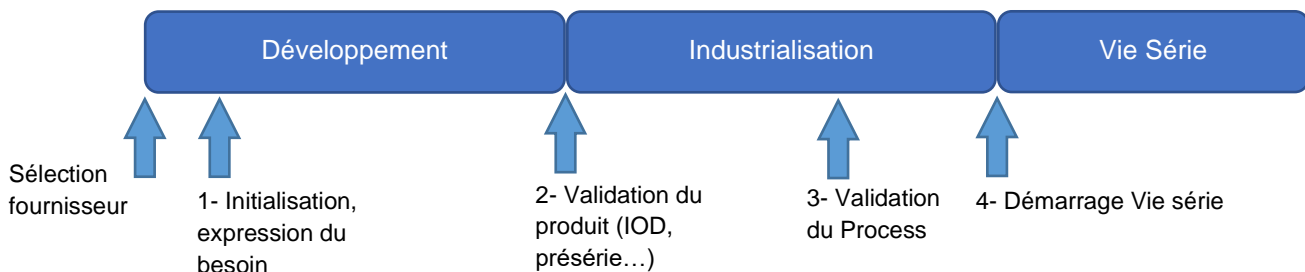 Développement
Industrialisation
Vie Série
Sélection
fournisseur
1- Initialisation,
expression du
besoin
2- Validation du
produit (IOD,
présérie…)
3- Validation
du Process
4- Démarrage Vie série